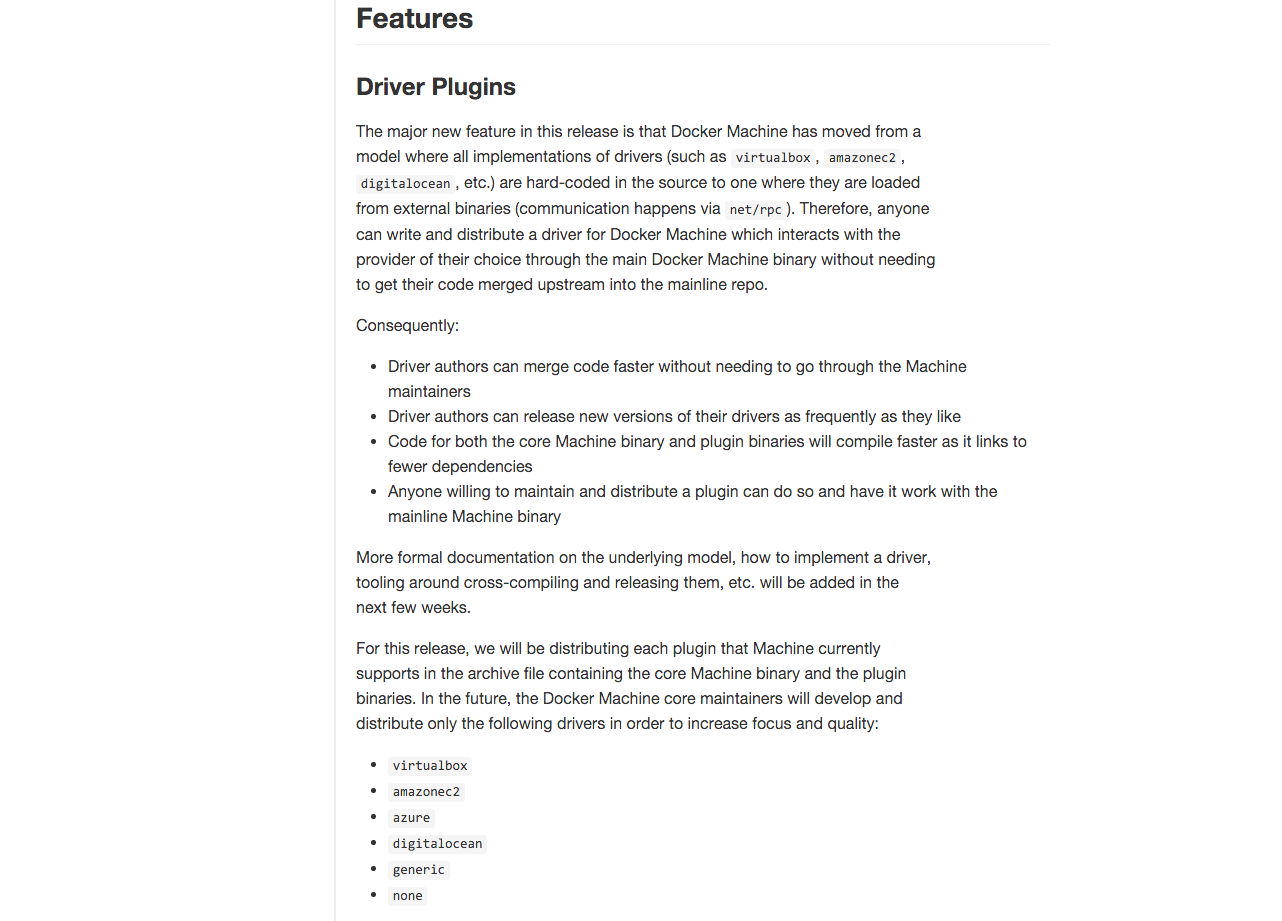 Features
Driver Plugins
The major new feature in this release is that Docker Machine has moved from a
model where all implementations of drivers (such as virtualbox, amazonec2,
digitalocean, etc.) are hard-coded in the source to one where they are loaded
from external binaries (communication happens via net/rpc). Therefore, anyone
can write and distribute a driver for Docker Machine which interacts with the
provider of their choice through the main Docker Machine binary without needing
to get their code merged upstream into the mainline repo.
Consequently:
• Driver authors can merge code faster without needing to go through the Machine
maintainers
• Driver authors can release new versions of their drivers as frequently as they like
• Code for both the core Machine binary and plugin binaries will compile faster as it links to
fewer dependencies
• Anyone willing to maintain and distribute a plugin can do so and have it work with the
mainline Machine binary
More formal documentation on the underlying model, how to implement a driver,
tooling around cross-compiling and releasing them, etc. will be added in the
next few weeks.
For this release, we will be distributing each plugin that Machine currently
supports in the archive file containing the core Machine binary and the plugin
binaries. In the future, the Docker Machine core maintainers will develop and
distribute only the following drivers in order to increase focus and quality:
• virtualbox
• amazonec2
• azure
• digitalocean
• generic
• none